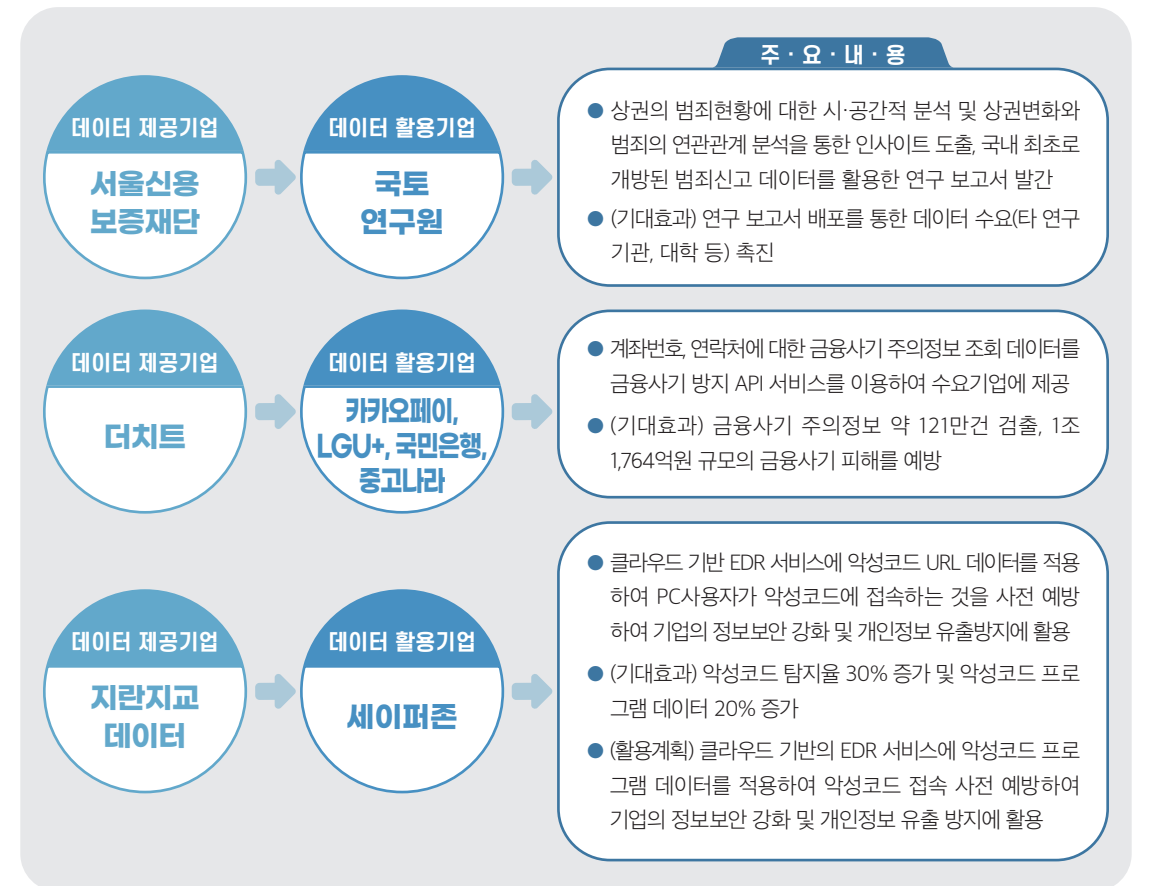 주·요·내·용
데이터 제공기업
서울신용
보증재단
데이터 활용기업
국토
연구원
● 상권의 범죄현황에 대한 시·공간적 분석 및 상권변화와
범죄의 연관관계 분석을 통한 인사이트 도출, 국내 최초로
개방된 범죄신고 데이터를 활용한 연구 보고서 발간
● (기대효과) 연구 보고서 배포를 통한 데이터 수요(타 연구
기관, 대학 등) 촉진
데이터 제공기업
더치트
데이터 활용기업
카카오페이,
LGU+, 국민은행,
중고나라
● 계좌번호, 연락처에 대한 금융사기 주의정보 조회 데이터를
금융사기 방지 API 서비스를 이용하여 수요기업에 제공
● (기대효과) 금융사기 주의정보 약 121만건 검출, 1조
1,764억원 규모의 금융사기 피해를 예방
데이터 제공기업
지란지교
데이터
데이터 활용기업
세이퍼존
● 클라우드 기반 EDR 서비스에 악성코드 URL 데이터를 적용
하여 PC사용자가 악성코드에 접속하는 것을 사전 예방
하여 기업의 정보보안 강화 및 개인정보 유출방지에 활용
● (기대효과) 악성코드 탐지율 30% 증가 및 악성코드 프로
그램 데이터 20% 증가
● (활용계획) 클라우드 기반의 EDR 서비스에 악성코드 프로
그램 데이터를 적용하여 악성코드 접속 사전 예방하여
기업의 정보보안 강화 및 개인정보 유출 방지에 활용